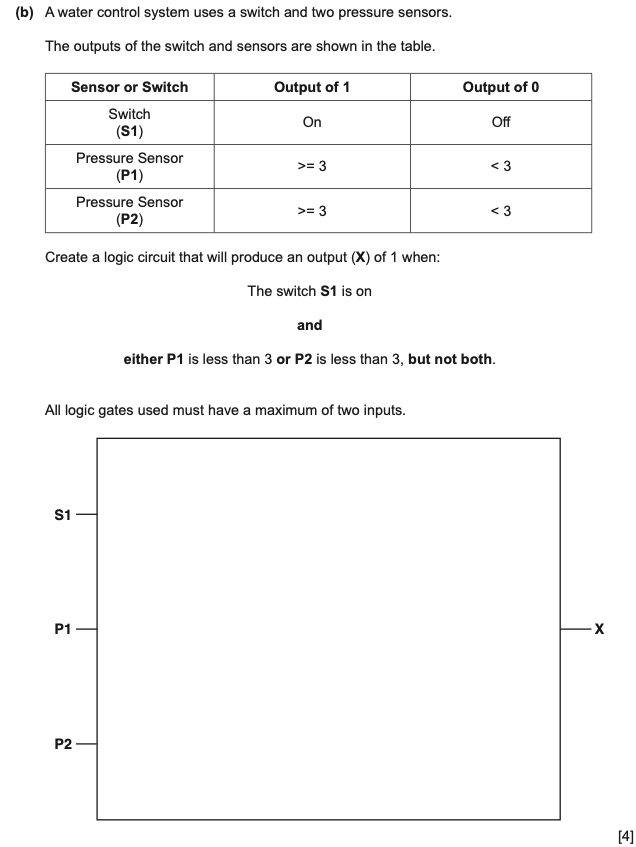 (b) A water control system uses a switch and two pressure sensors.
The outputs of the switch and sensors are shown in the table.
Sensor or Switch Output of 1 Output of 0
Switch
(S1) On Off
Pressure Sensor
(P1) >= 3 < 3
Pressure Sensor
(P2) >= 3 < 3
Create a logic circuit that will produce an output (X) of 1 when:
The switch S1 is on
and
either P1 is less than 3 or P2 is less than 3, but not both.
All logic gates used must have a maximum of two inputs.
S1
P1
X
P2
[4]